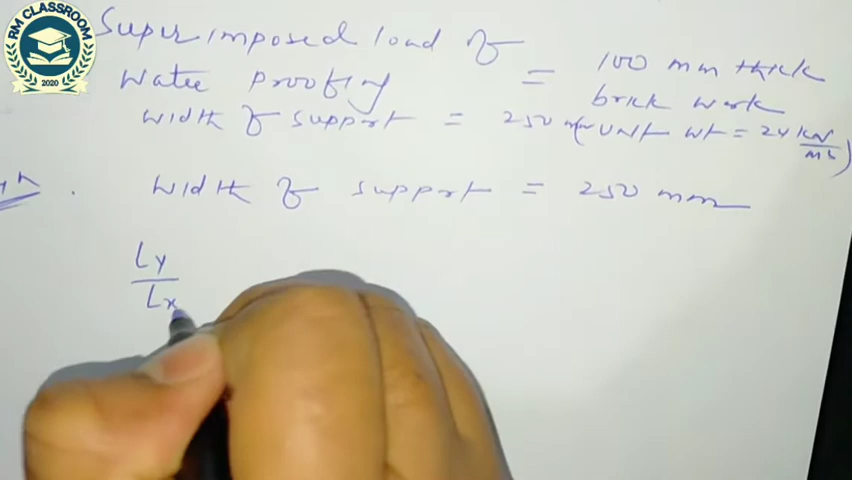 RM CLASSROOM
2020
Super imposed load of
Water Proofing = 100 mm thick
brick work
width of support = 250 mm (unit wt = 24 kN/m3)
width of support = 250 mm
Ly
Lx